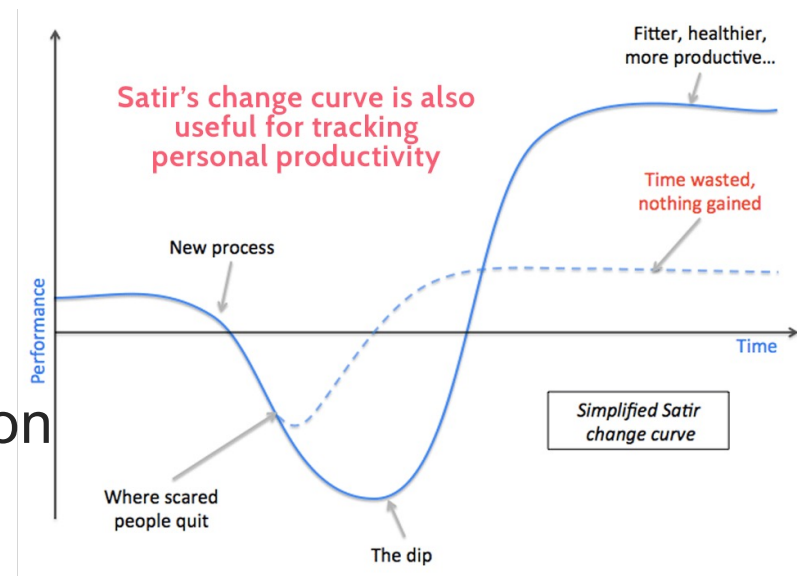 Fitter, healthier,
more productive...
Satir's change curve is also
useful for tracking
personal productivity
Time wasted,
nothing gained
New process
Performance
Time
on
Simplified Satir
change curve
Where scared
people quit
The dip